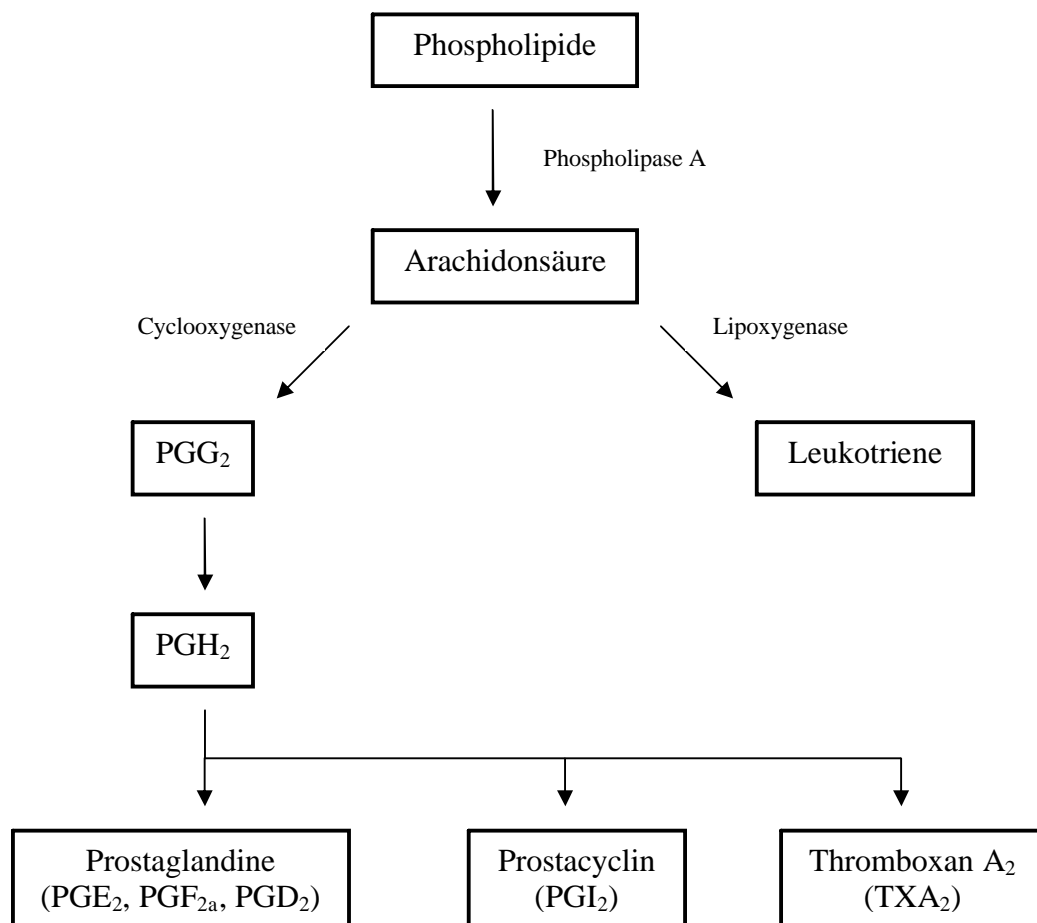 Phospholipide
Phospholipase A
Arachidonsäure
Cyclooxygenase
Lipoxygenase
PGG₂
Leukotriene
PGH₂
Prostaglandine
(PGE₂, PGF₂ₐ, PGD₂)
Prostacyclin
(PGI₂)
Thromboxan A₂
(TXA₂)